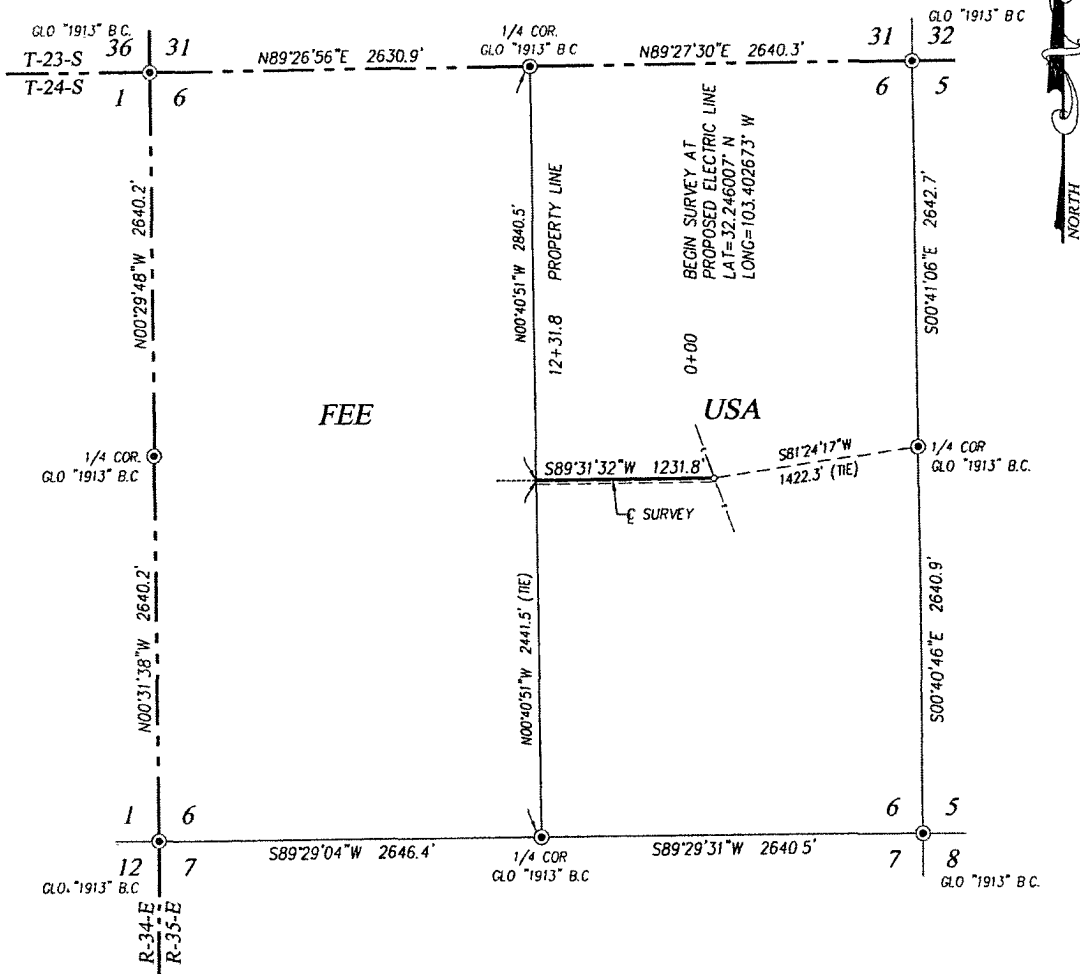 GLO "1913" B.C.
36 31
T-23-S
T-24-S
1 6
N89°26'56"E 2630.9'
1/4 COR.
GLO "1913" B.C
N89°27'30"E 2640.3'
GLO "1913" B C
31 32
6 5
N00°29'48"W 2640.2'
N00°40'51"W 2840.5'
12+31.8 PROPERTY LINE
0+00
BEGIN SURVEY AT
PROPOSED ELECTRIC LINE
LAT=32.246007° N
LONG=103.402673° W
S00°41'06"E 2642.7'
NORTH
FEE
USA
1/4 COR.
GLO "1913" B.C
S89°31'32"W 1231.8'
S81°24'17"W
1422.3' (TIE)
1/4 COR
GLO "1913" B.C.
℄ SURVEY
N00°31'38"W 2640.2'
N00°40'51"W 2441.5' (TIE)
S00°40'46"E 2640.9'
1 6
12 7
GLO. "1913" B.C
S89°29'04"W 2646.4'
1/4 COR
GLO "1913" B.C
S89°29'31"W 2640 5'
6 5
7 8
GLO "1913" B C.
R-34-E
R-35-E